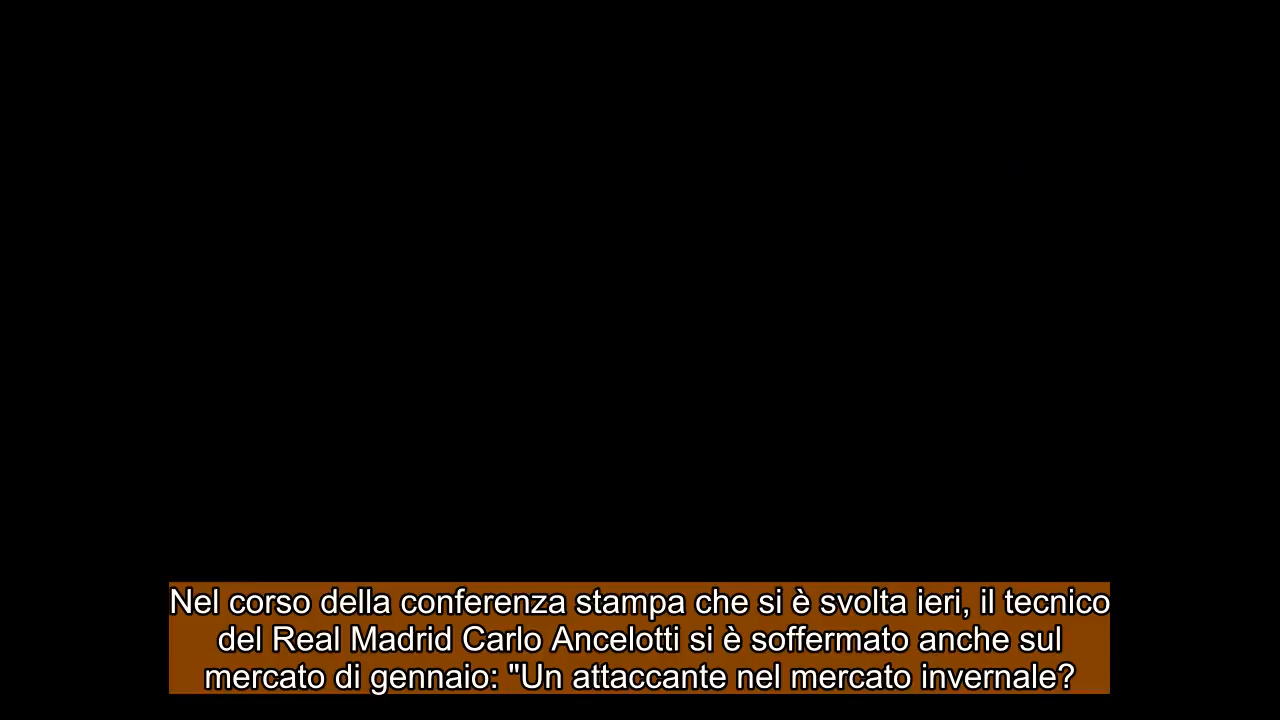 Nel corso della conferenza stampa che si è svolta ieri, il tecnico
del Real Madrid Carlo Ancelotti si è soffermato anche sul
mercato di gennaio: "Un attaccante nel mercato invernale?